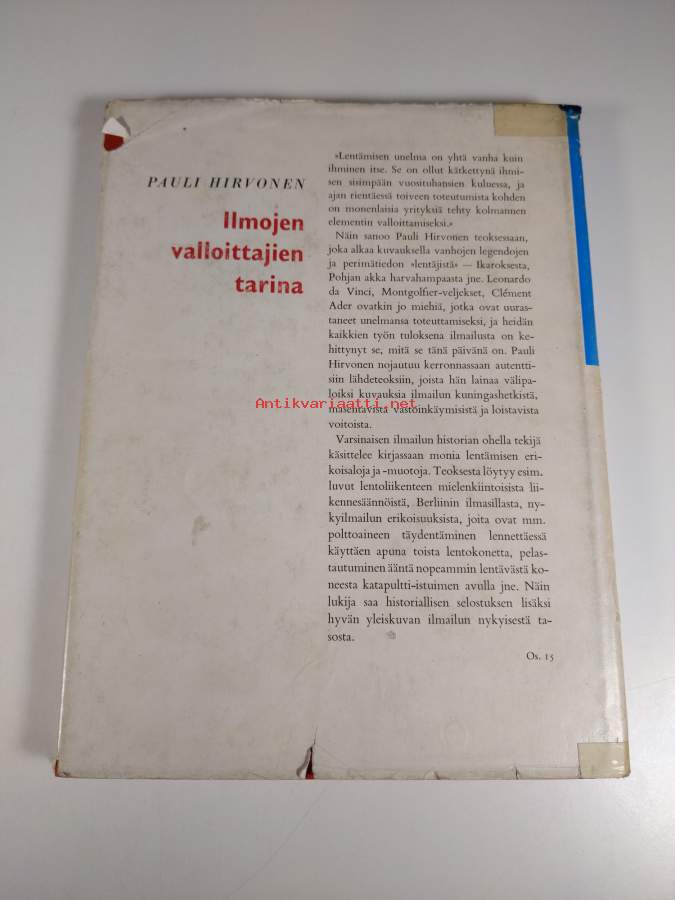 PAULI HIRVONEN
Ilmojen
valloittajien
tarina
»Lentämisen unelma on yhtä vanha kuin
ihminen itse. Se on ollut kätkettynä ihmi-
sen sisimpään vuosituhansien kuluessa, ja
ajan rientäessä toiveen toteutumista kohden
on monenlaisia yrityksiä tehty kolmannen
elementin valloittamiseksi.»
Näin sanoo Pauli Hirvonen teoksessaan,
joka alkaa kuvauksella vanhojen legendojen
ja perimätiedon »lentäjistä» — Ikaroksesta,
Pohjan akka harvahampaasta jne. Leonardo
da Vinci, Montgolfier-veljekset, Clément
Ader ovatkin jo miehiä, jotka ovat uuras-
taneet unelmansa toteuttamiseksi, ja heidän
kaikkien työn tuloksena ilmailusta on ke-
hittynyt se, mitä se tänä päivänä on. Pauli
Hirvonen nojautuu kerronnassaan autentti-
siin lähdeteoksiin, joista hän lainaa välipa-
loiksi kuvauksia ilmailun kuningashetkistä,
Antikvariaatti.net
masentavista vastoinkäymisistä ja loistavista
voitoista.
Varsinaisen ilmailun historian ohella tekijä
käsittelee kirjassaan monia lentämisen eri-
koisaloja ja -muotoja. Teoksesta löytyy esim.
luvut lentoliikenteen mielenkiintoisista lii-
kennesäännöistä, Berliinin ilmasillasta, ny-
kyilmailun erikoisuuksista, joita ovat mm.
polttoaineen täydentäminen lennettäessä
käyttäen apuna toista lentokonetta, pelas-
tautuminen ääntä nopeammin lentävästä ko-
neesta katapultti-istuimen avulla jne. Näin
lukija saa historiallisen selostuksen lisäksi
hyvän yleiskuvan ilmailun nykyisestä ta-
sosta.
Os. 15